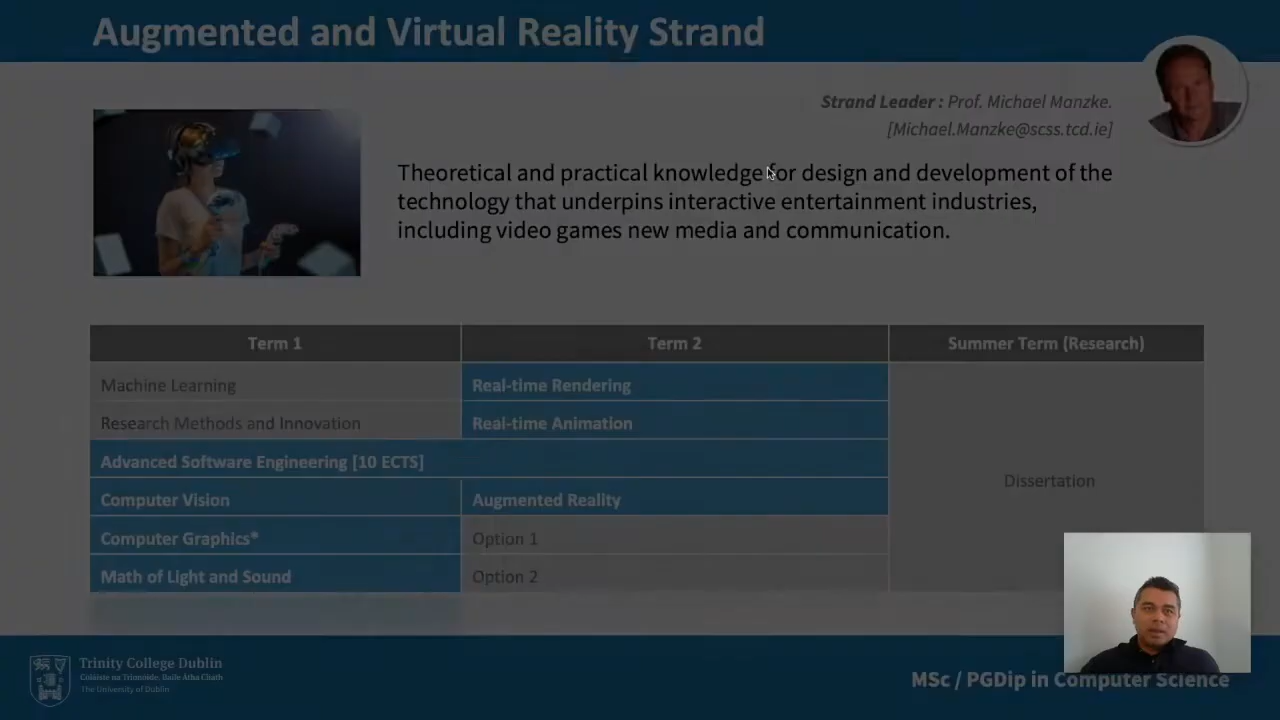 Augmented and Virtual Reality Strand
Strand Leader : Prof. Michael Manzke.
[Michael.Manzke@scss.tcd.ie]
Theoretical and practical knowledge for design and development of the
technology that underpins interactive entertainment industries,
including video games new media and communication.
Term 1
Term 2
Summer Term (Research)
Machine Learning
Real-time Rendering
Research Methods and Innovation
Real-time Animation
Advanced Software Engineering [10 ECTS]
Computer Vision
Augmented Reality
Dissertation
Computer Graphics*
Option 1
Math of Light and Sound
Option 2
Trinity College Dublin
Coláiste na Tríonóide, Baile Átha Cliath
The University of Dublin
MSc / PGDip in Computer Science